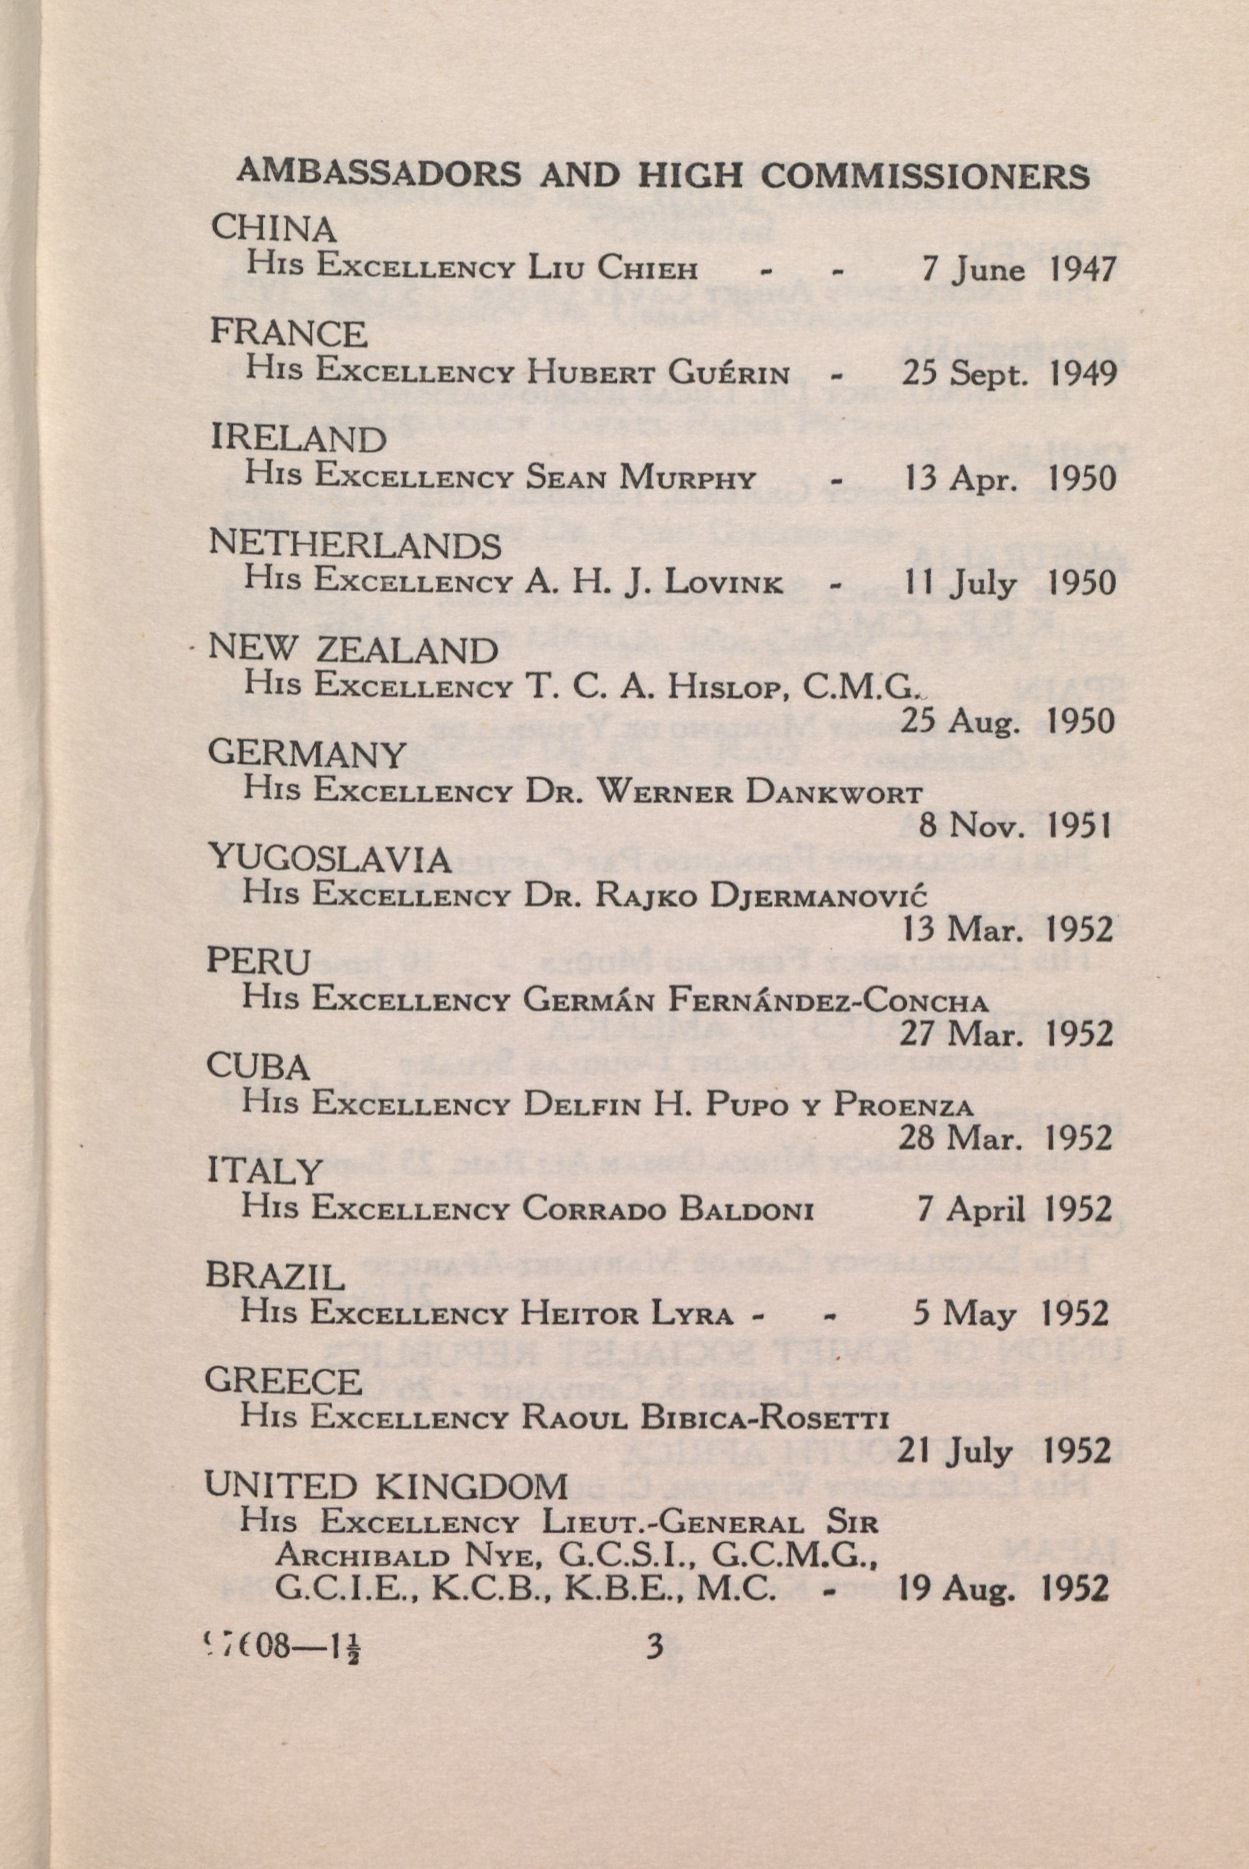 AMBASSADORS AND HIGH COMMISSIONERS
CHINA
His Excellency Liu Chieh - - 7 June 1947
FRANCE
His Excellency Hubert Guérin - 25 Sept. 1949
IRELAND
His Excellency Sean Murphy - 13 Apr. 1950
NETHERLANDS
His Excellency A. H. J. Lovink - 11 July 1950
NEW ZEALAND
His Excellency T. C. A. Hislop, C.M.G.
25 Aug. 1950
GERMANY
His Excellency Dr. Werner Dankwort
8 Nov. 1951
YUGOSLAVIA
His Excellency Dr. Rajko Djermanović
13 Mar. 1952
PERU
His Excellency Germán Fernández-Concha
27 Mar. 1952
CUBA
His Excellency Delfin H. Pupo y Proenza
28 Mar. 1952
ITALY
His Excellency Corrado Baldoni 7 April 1952
BRAZIL
His Excellency Heitor Lyra - - 5 May 1952
GREECE
His Excellency Raoul Bibica-Rosetti
21 July 1952
UNITED KINGDOM
His Excellency Lieut.-General Sir
Archibald Nye, G.C.S.I., G.C.M.G.,
G.C.I.E., K.C.B., K.B.E., M.C. - 19 Aug. 1952
3